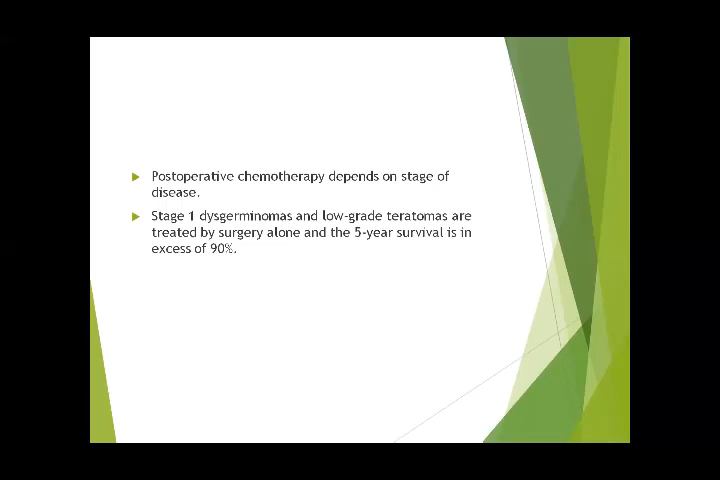 Postoperative chemotherapy depends on stage of
disease.
Stage 1 dysgerminomas and low-grade teratomas are
treated by surgery alone and the 5-year survival is in
excess of 90%.